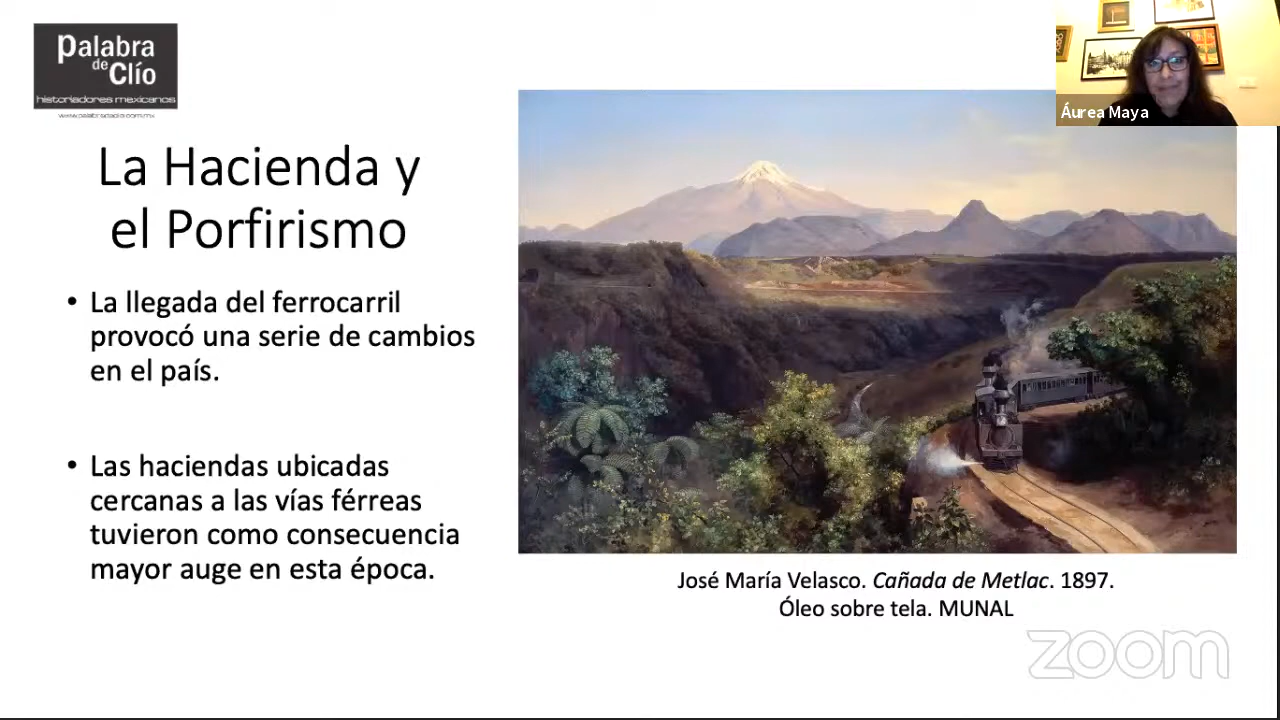 Palabra
de
Clío
historiadores mexicanos
www.palabradeclio.com.mx
Áurea Maya
La Hacienda y
el Porfirismo
• La llegada del ferrocarril
provocó una serie de cambios
en el país.
• Las haciendas ubicadas
cercanas a las vías férreas
tuvieron como consecuencia
mayor auge en esta época.
José María Velasco. Cañada de Metlac. 1897.
Óleo sobre tela. MUNAL
zoom